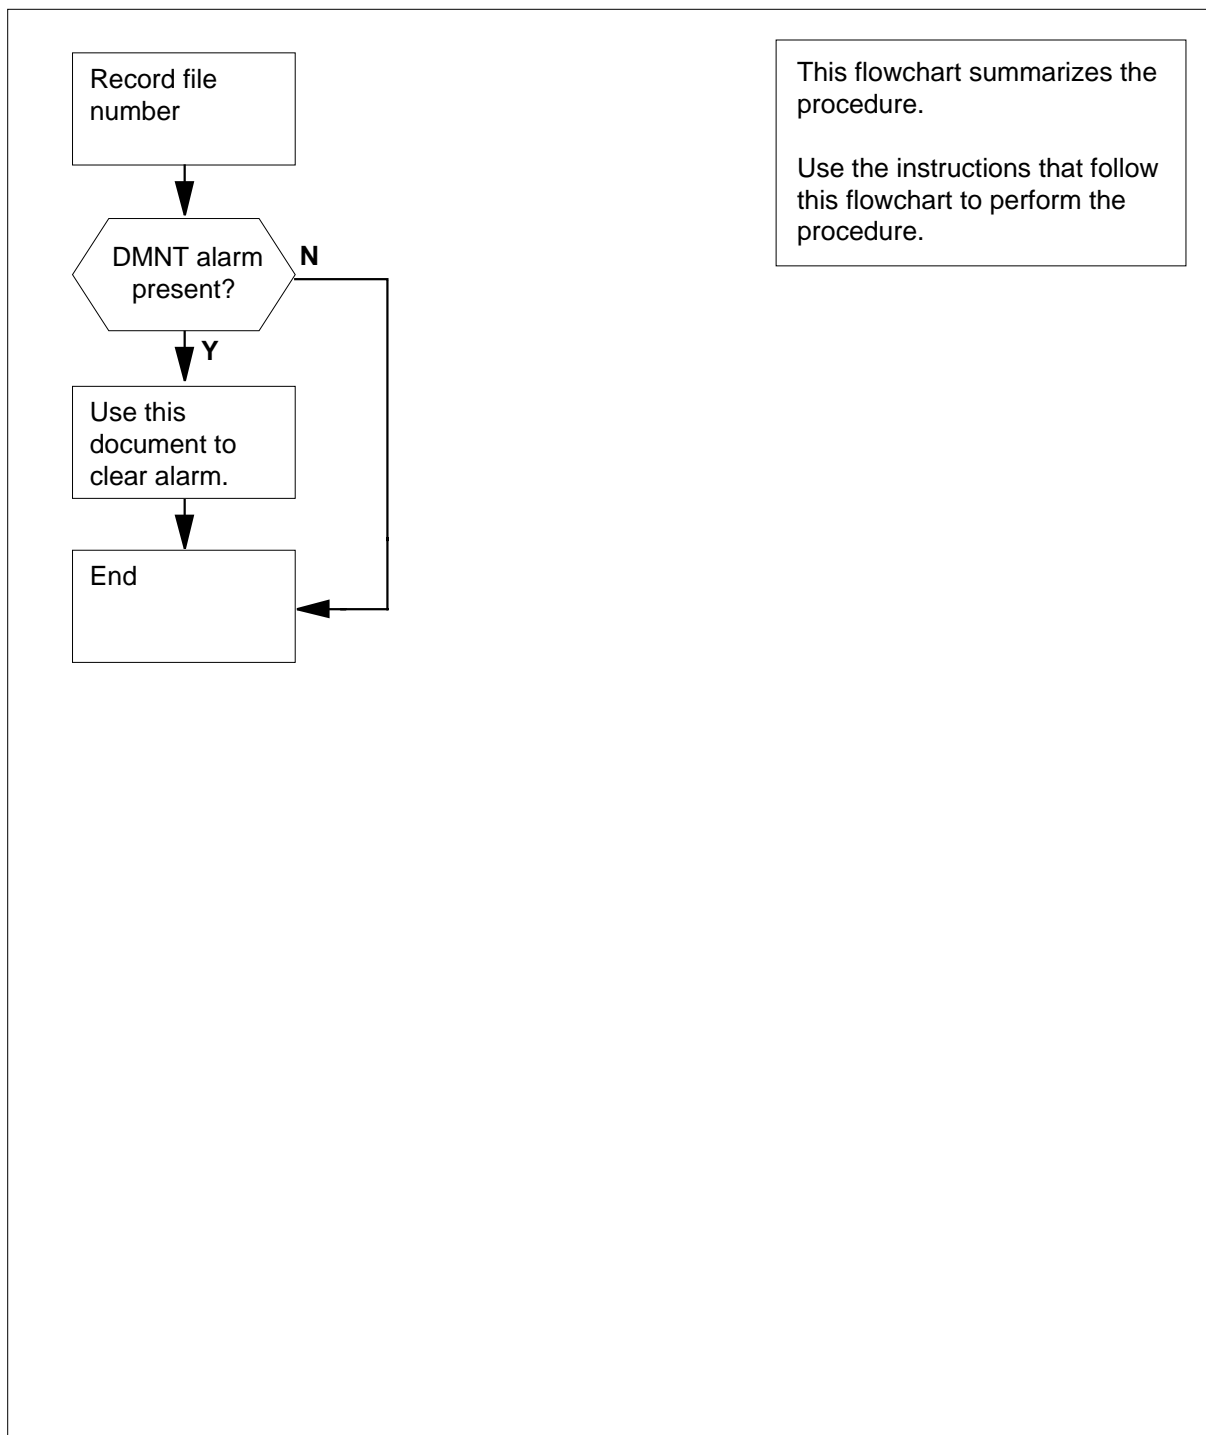 Record file
number
DMNT alarm
present?
N
Y
Use this
document to
clear alarm.
End
This flowchart summarizes the
procedure.
Use the instructions that follow
this flowchart to perform the
procedure.